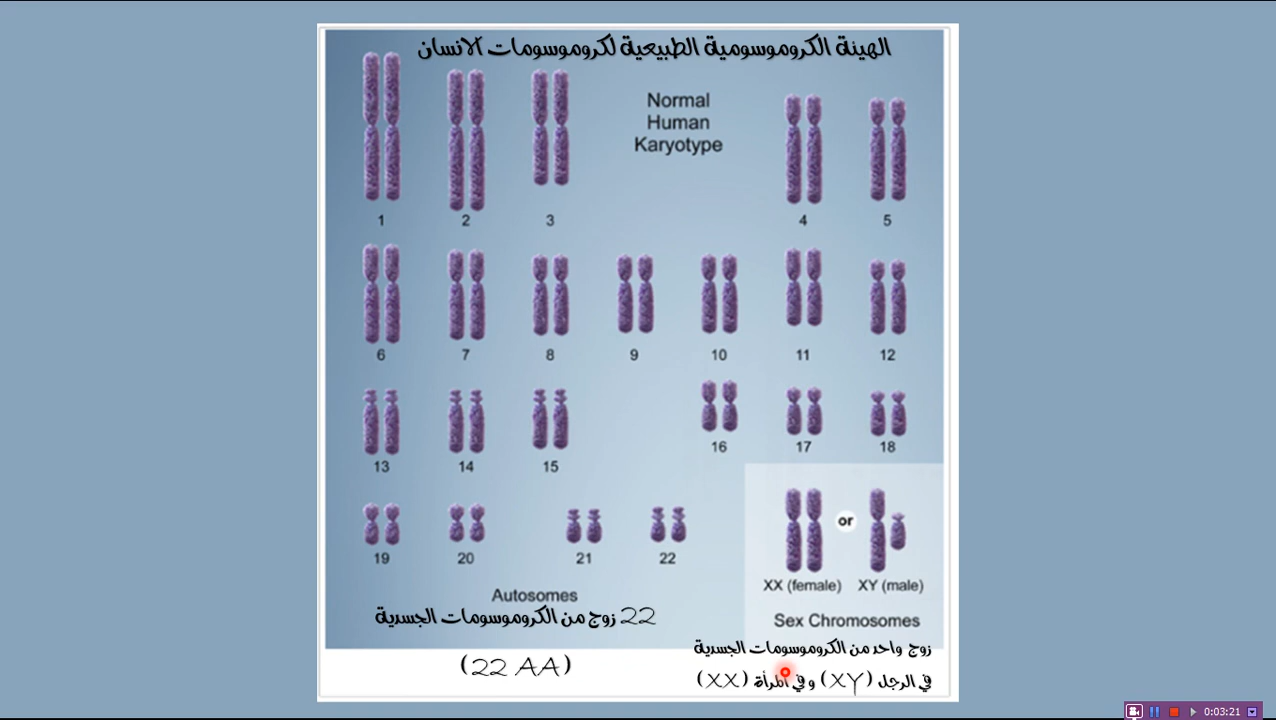 الهيئة الكروموسومية الطبيعية لكروموسومات الانسان
Normal
Human
Karyotype
1
2
3
4
5
6
7
8
9
10
11
12
13
14
15
16
17
18
19
20
21
22
or
XX (female)
XY (male)
Autosomes
22 زوج من الكروموسومات الجسدية
(22 AA)
Sex Chromosomes
زوج واحد من الكروموسومات الجسدية
في الرجل (XY) وفي المرأة (XX)
0:03:21